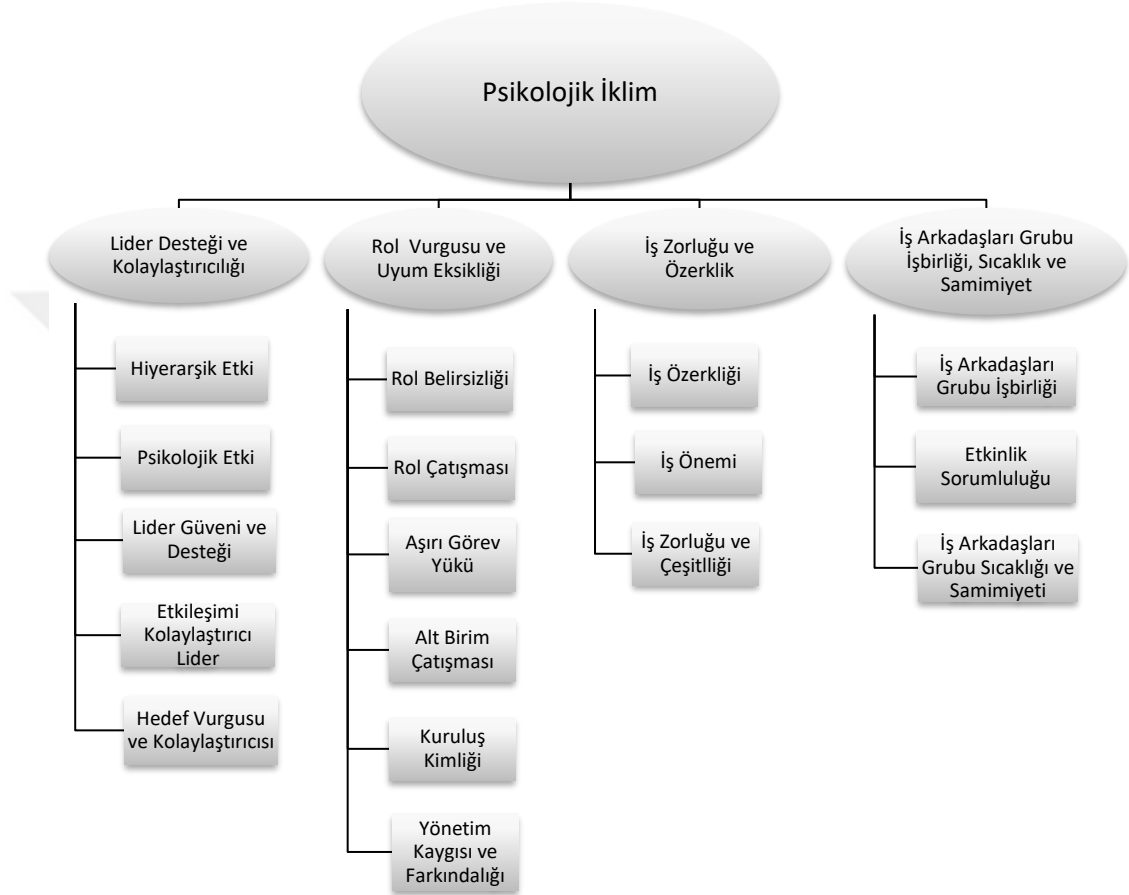 Psikolojik İklim
Lider Desteği ve
Kolaylaştırıcılığı
Hiyerarşik Etki
Psikolojik Etki
Lider Güveni ve
Desteği
Etkileşimi
Kolaylaştırıcı
Lider
Hedef Vurgusu
ve Kolaylaştırıcısı
Rol Vurgusu ve
Uyum Eksikliği
Rol Belirsizliği
Rol Çatışması
Aşırı Görev
Yükü
Alt Birim
Çatışması
Kuruluş
Kimliği
Yönetim
Kaygısı ve
Farkındalığı
İş Zorluğu ve
Özerklik
İş Özerkliği
İş Önemi
İş Zorluğu ve
Çeşitlliği
İş Arkadaşları Grubu
İşbirliği, Sıcaklık ve
Samimiyet
İş Arkadaşları
Grubu İşbirliği
Etkinlik
Sorumluluğu
İş Arkadaşları
Grubu Sıcaklığı ve
Samimiyeti